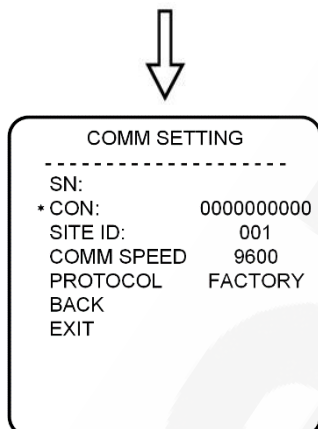 COMM SETTING
SN:
* CON: 0000000000
SITE ID: 001
COMM SPEED 9600
PROTOCOL FACTORY
BACK
EXIT